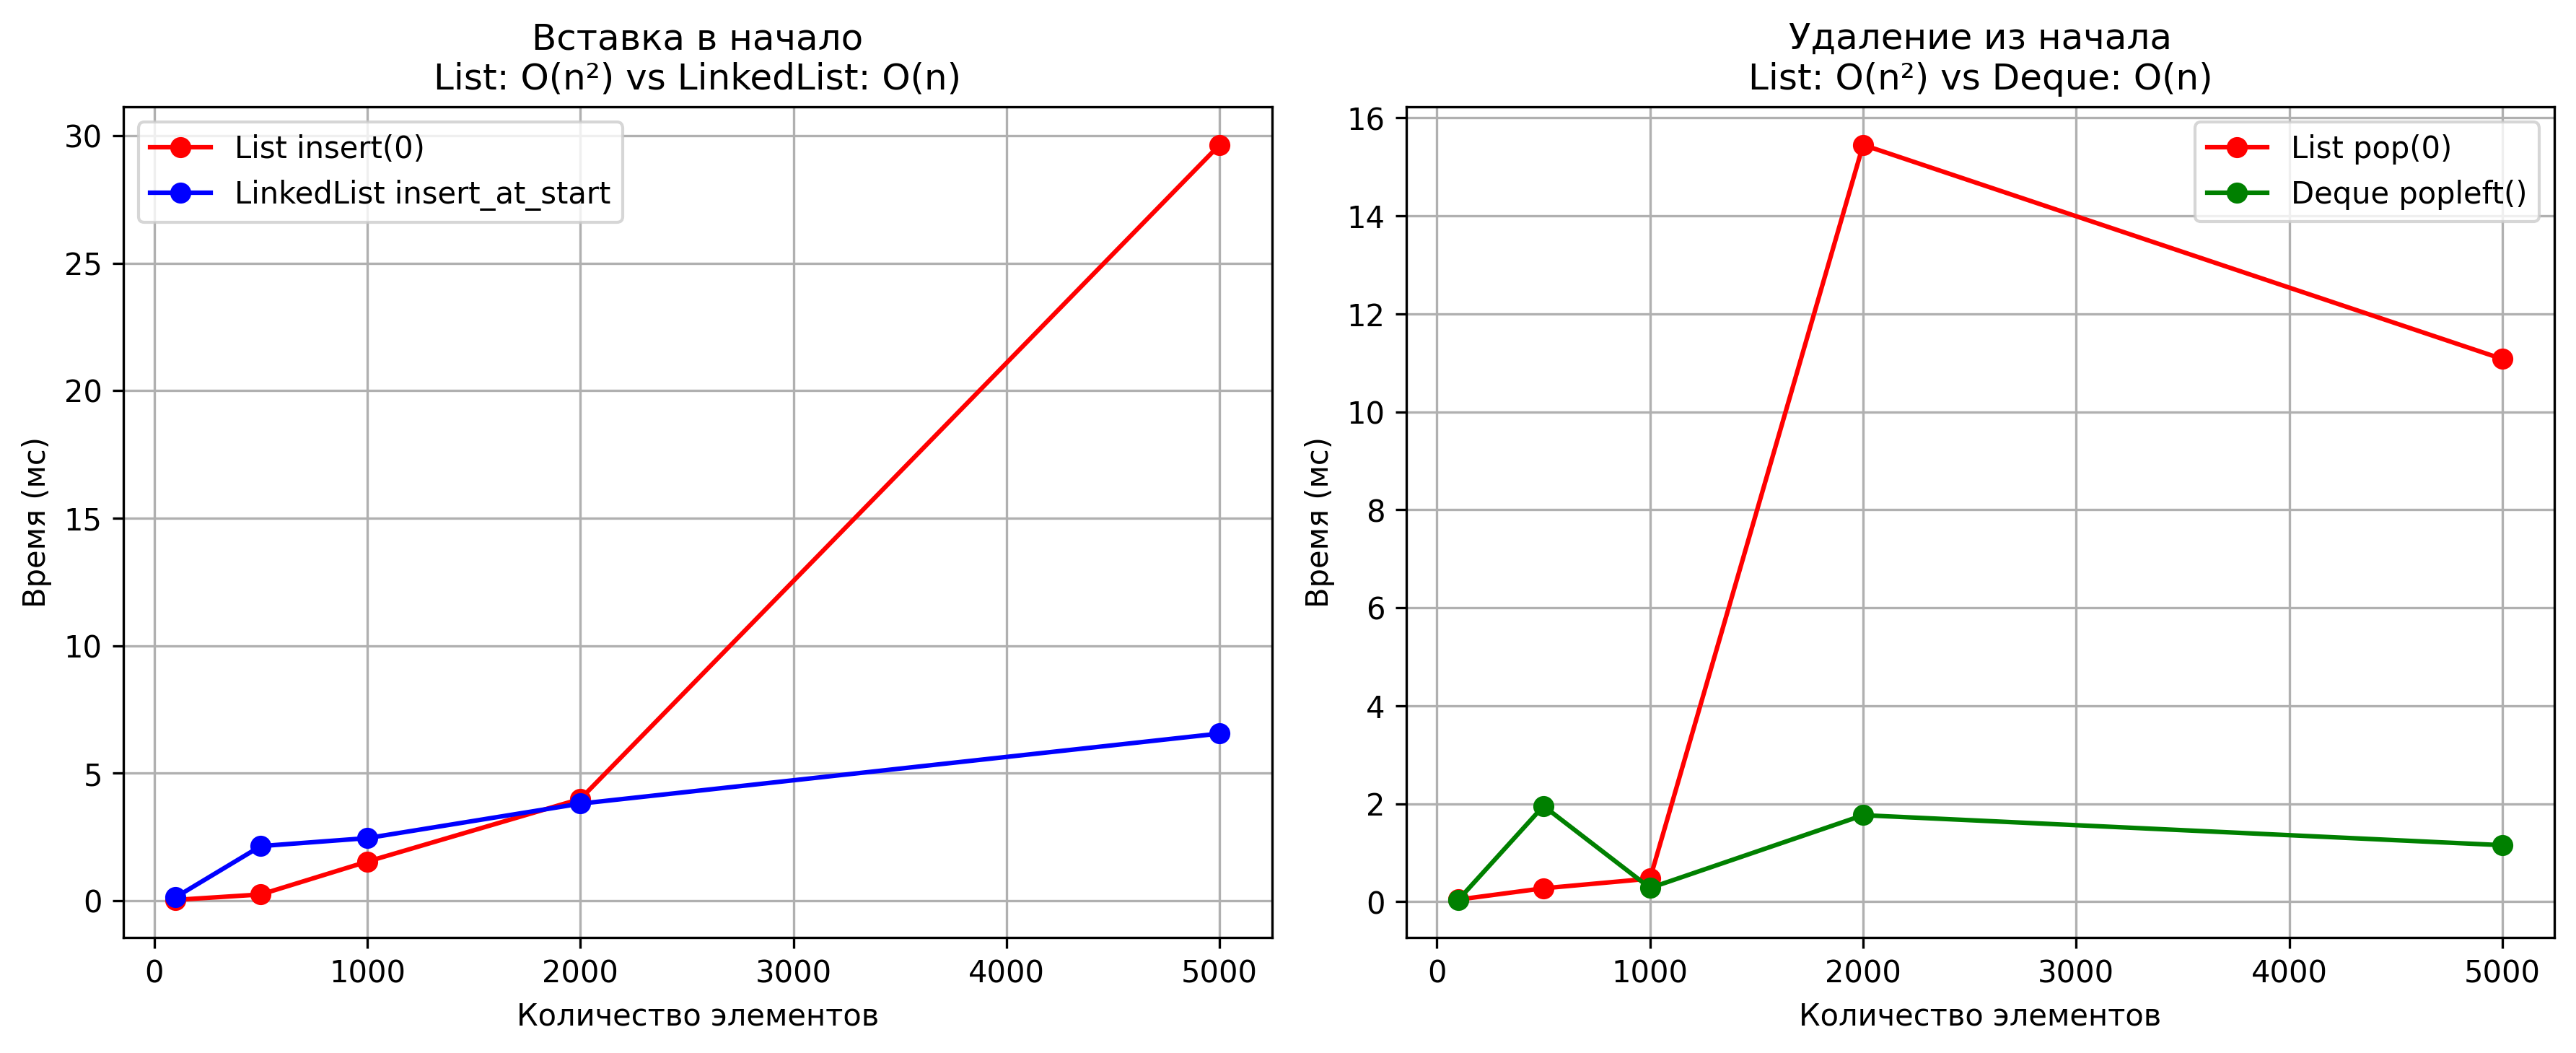 Вставка в начало
List: O(n²) vs LinkedList: O(n)
List insert(0)
LinkedList insert_at_start
30
25
20
15
10
5
0
Время (мс)
0 1000 2000 3000 4000 5000
Количество элементов
Удаление из начала
List: O(n²) vs Deque: O(n)
List pop(0)
Deque popleft()
16
14
12
10
8
6
4
2
0
Время (мс)
0 1000 2000 3000 4000 5000
Количество элементов